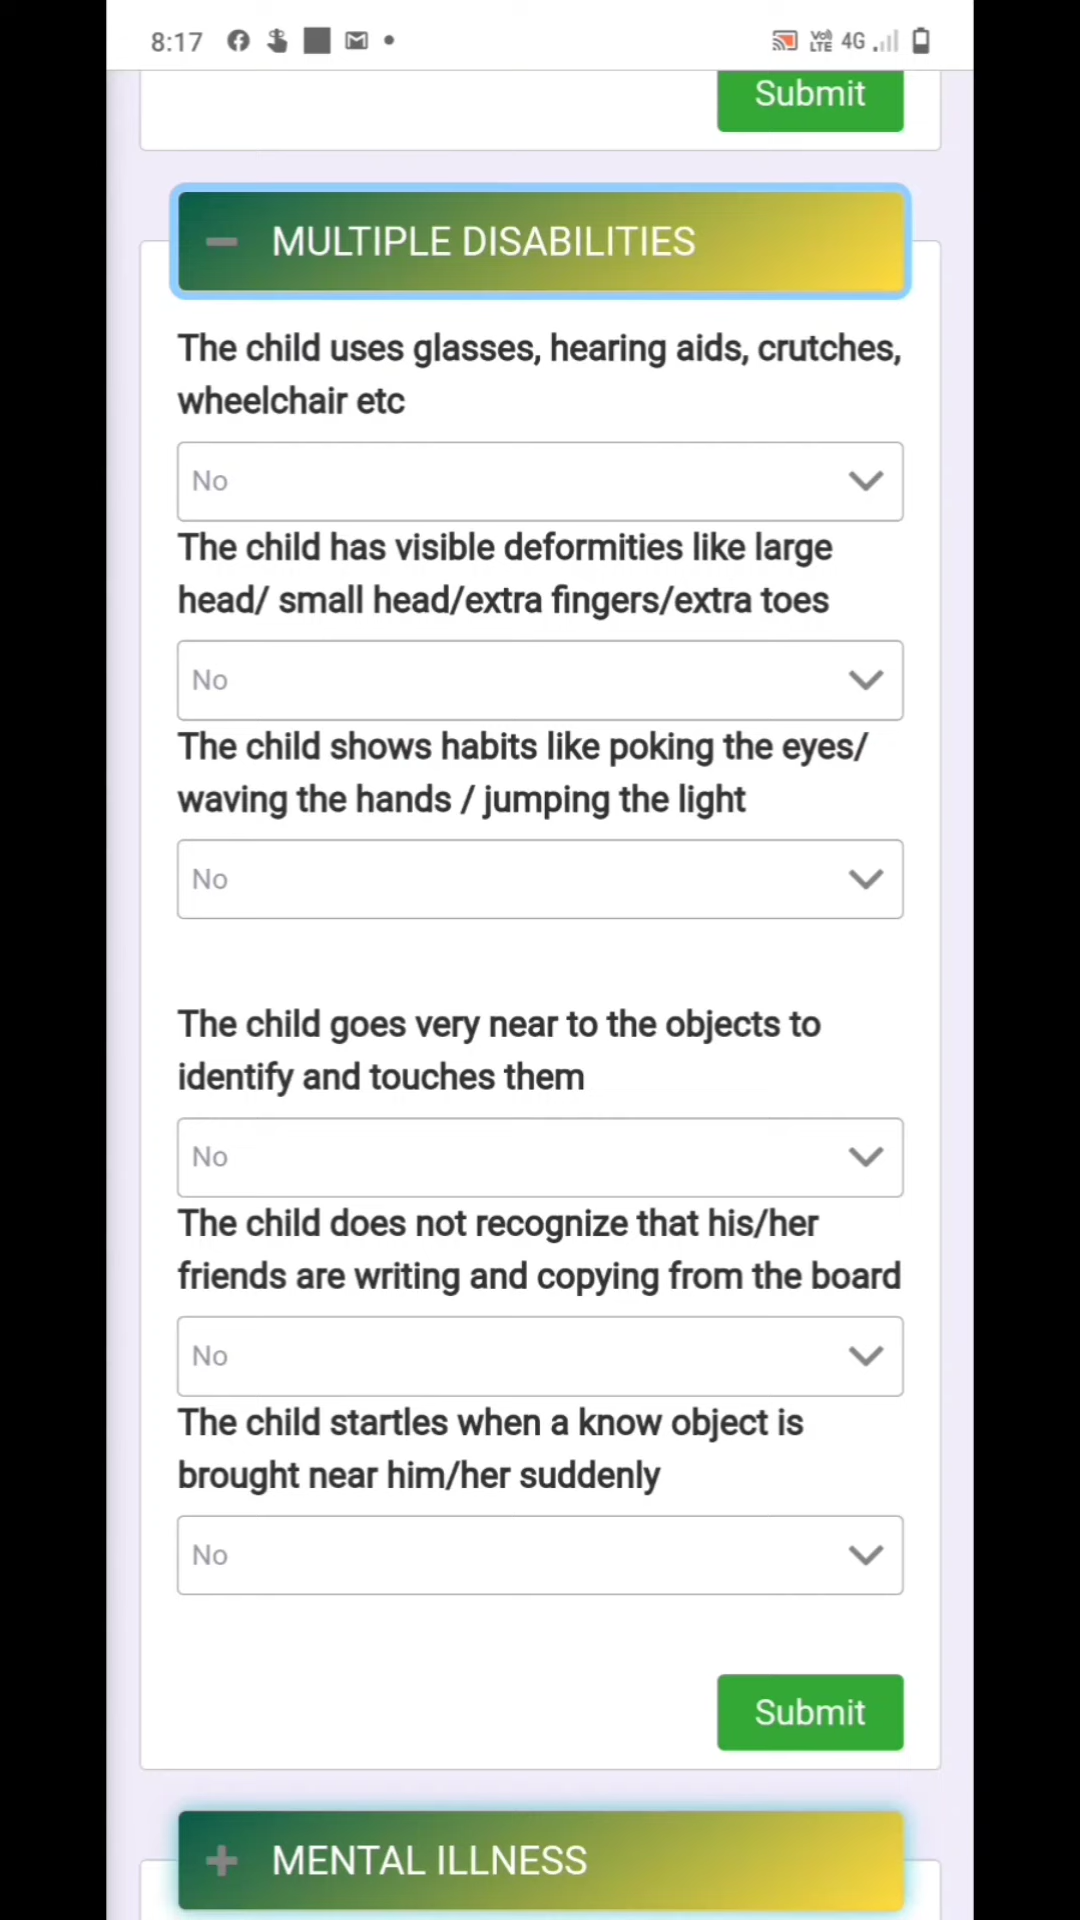 8:17
Vo)) 4G
LTE
Submit
MULTIPLE DISABILITIES
The child uses glasses, hearing aids, crutches,
wheelchair etc
No
The child has visible deformities like large
head/ small head/extra fingers/extra toes
No
The child shows habits like poking the eyes/
waving the hands / jumping the light
No
The child goes very near to the objects to
identify and touches them
No
The child does not recognize that his/her
friends are writing and copying from the board
No
The child startles when a know object is
brought near him/her suddenly
No
Submit
MENTAL ILLNESS